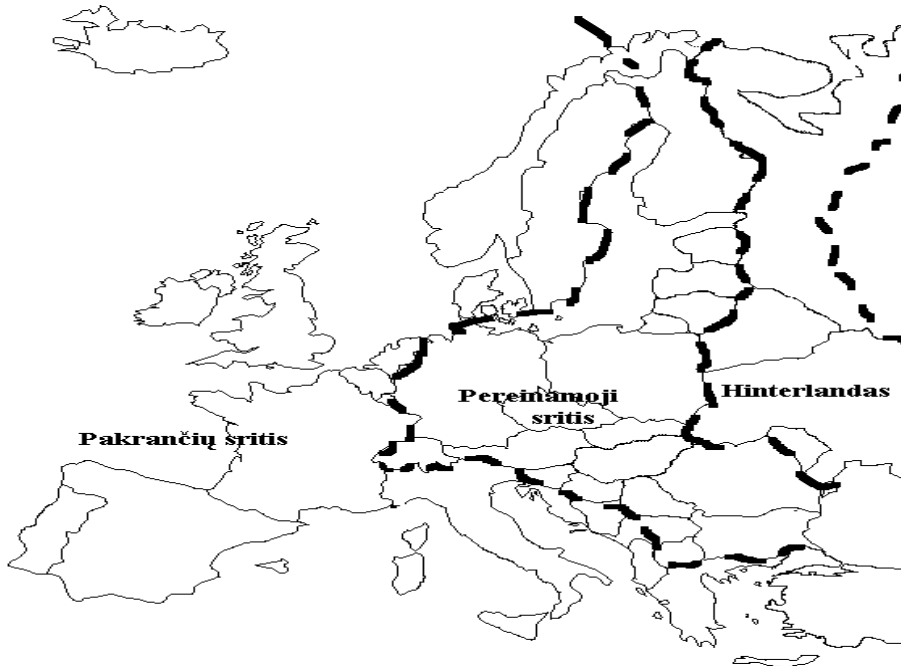 Pakrančių sritis
Pereinamoji
sritis
Hinterlandas